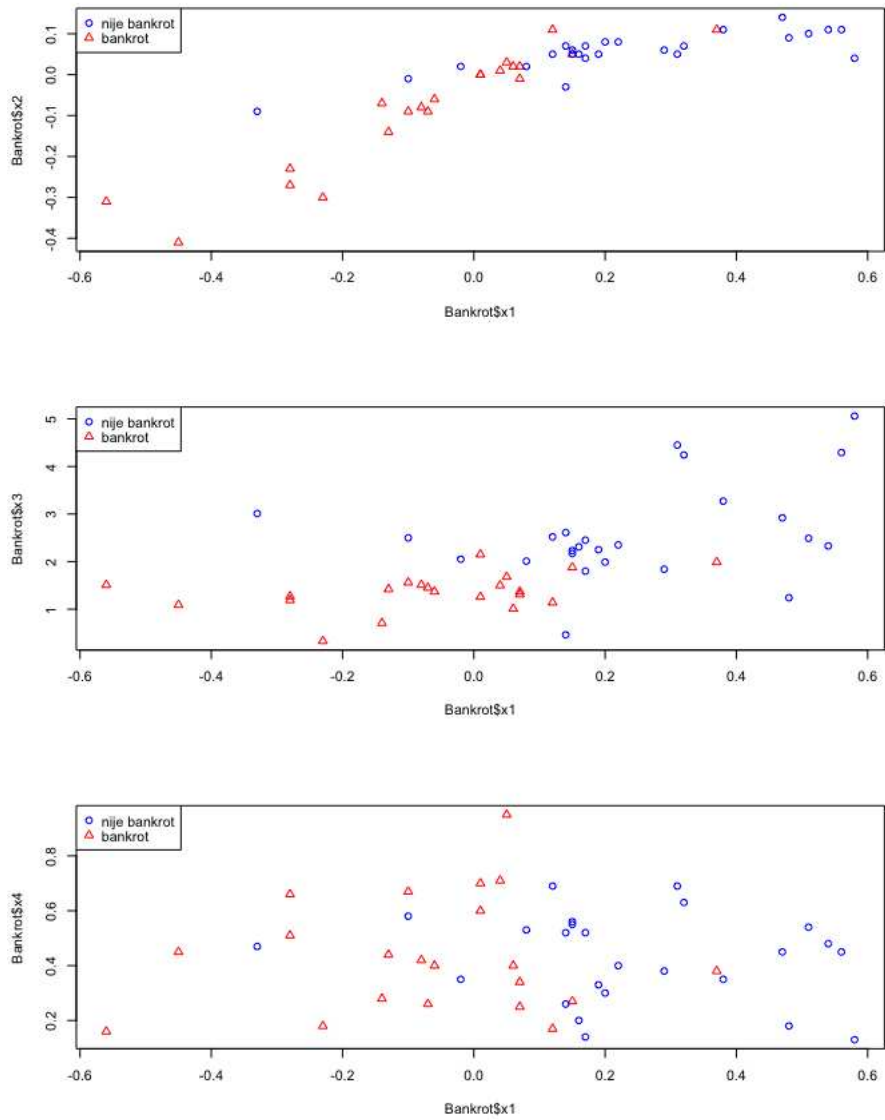 nije bankrot
bankrot
Bankrot$x2
0.1
0.0
-0.1
-0.2
-0.3
-0.4
-0.6 -0.4 -0.2 0.0 0.2 0.4 0.6
Bankrot$x1
nije bankrot
bankrot
Bankrot$x3
5
4
3
2
1
-0.6 -0.4 -0.2 0.0 0.2 0.4 0.6
Bankrot$x1
nije bankrot
bankrot
Bankrot$x4
0.8
0.6
0.4
0.2
-0.6 -0.4 -0.2 0.0 0.2 0.4 0.6
Bankrot$x1